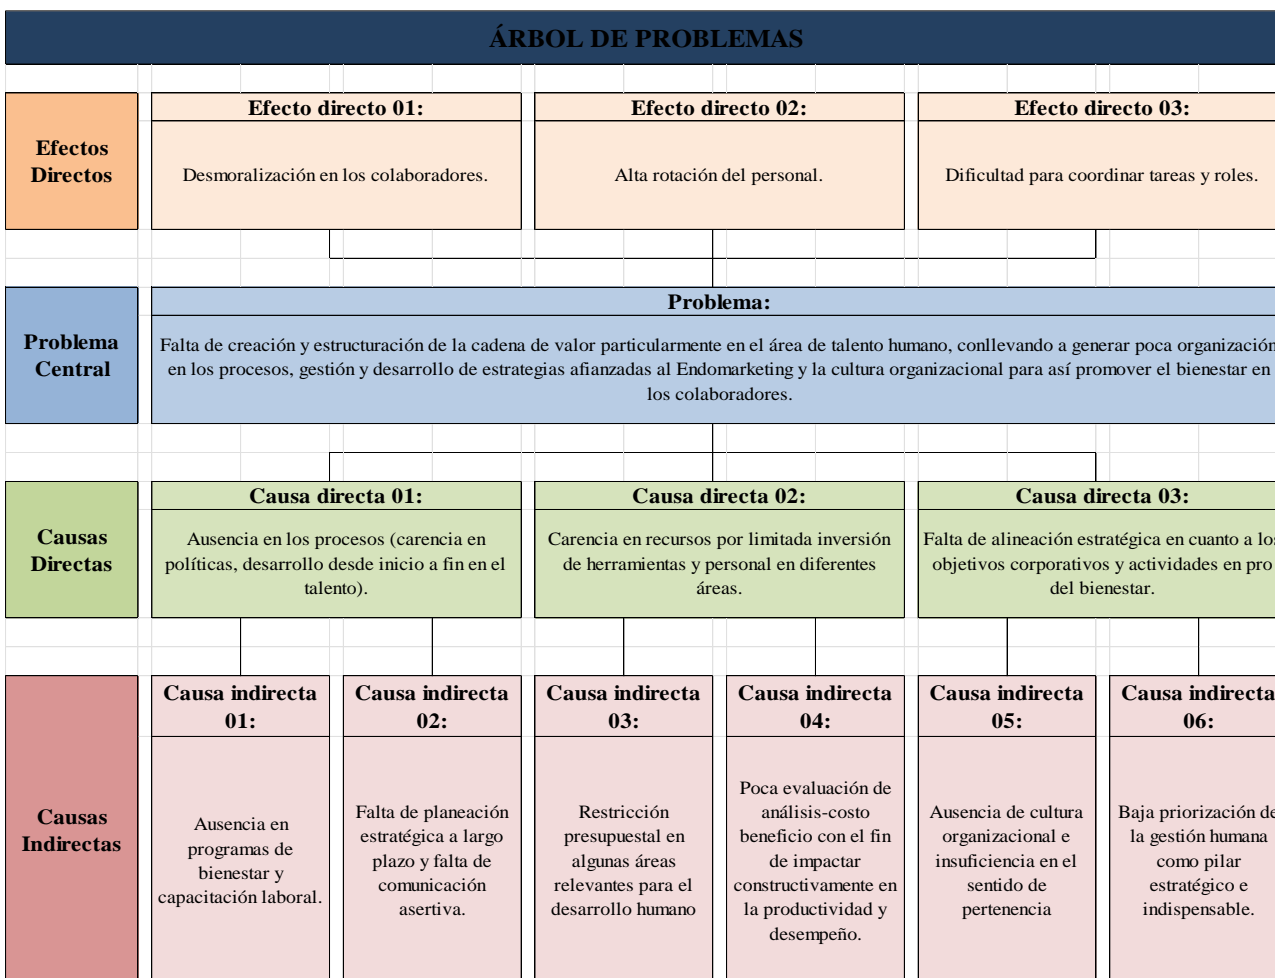 ÁRBOL DE PROBLEMAS
Efectos
Directos
Efecto directo 01:
Desmoralización en los colaboradores.
Efecto directo 02:
Alta rotación del personal.
Efecto directo 03:
Dificultad para coordinar tareas y roles.
Problema
Central
Problema:
Falta de creación y estructuración de la cadena de valor particularmente en el área de talento humano, conllevando a generar poca organización
en los procesos, gestión y desarrollo de estrategias afianzadas al Endomarketing y la cultura organizacional para así promover el bienestar en
los colaboradores.
Causas
Directas
Causa directa 01:
Ausencia en los procesos (carencia en
políticas, desarrollo desde inicio a fin en el
talento).
Causa directa 02:
Carencia en recursos por limitada inversión
de herramientas y personal en diferentes
áreas.
Causa directa 03:
Falta de alineación estratégica en cuanto a los
objetivos corporativos y actividades en pro
del bienestar.
Causas
Indirectas
Causa indirecta
01:
Ausencia en
programas de
bienestar y
capacitación laboral.
Causa indirecta
02:
Falta de planeación
estratégica a largo
plazo y falta de
comunicación
asertiva.
Causa indirecta
03:
Restricción
presupuestal en
algunas áreas
relevantes para el
desarrollo humano
Causa indirecta
04:
Poca evaluación de
análisis-costo
beneficio con el fin
de impactar
constructivamente en
la productividad y
desempeño.
Causa indirecta
05:
Ausencia de cultura
organizacional e
insuficiencia en el
sentido de
pertenencia
Causa indirecta
06:
Baja priorización de
la gestión humana
como pilar
estratégico e
indispensable.